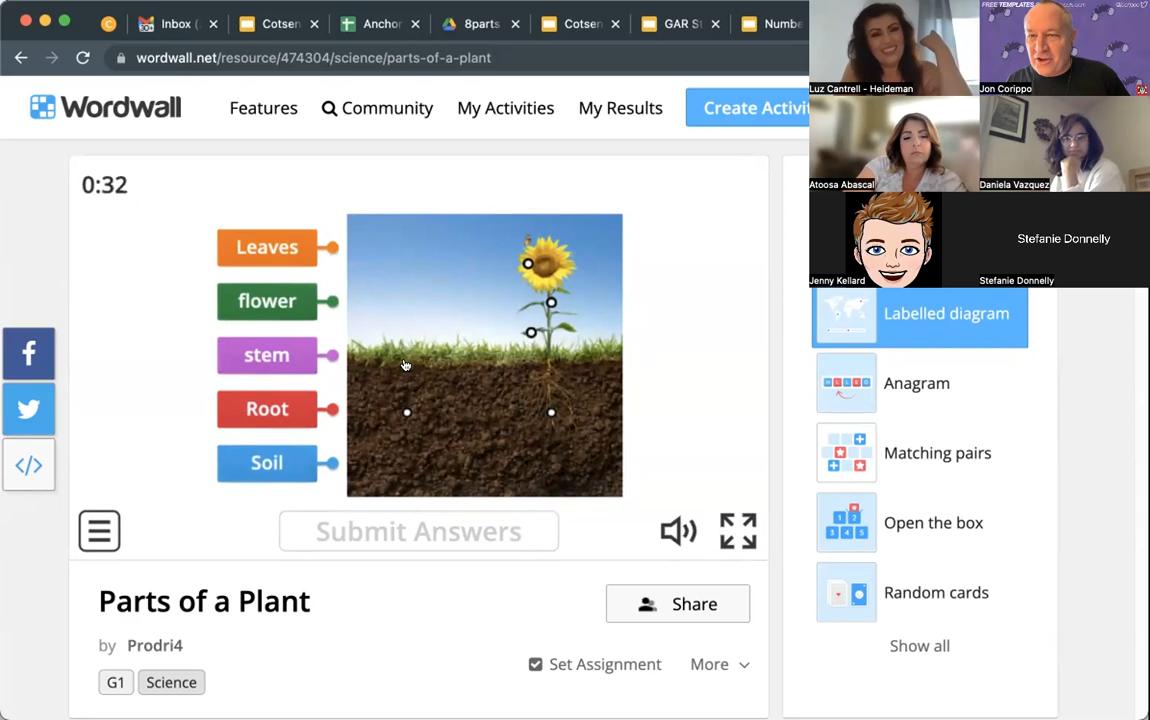 Inbox (
Cotsen
Anchor
8parts
Cotsen
GAR St
Numbe
wordwall.net/resource/474304/science/parts-of-a-plant
Wordwall
Features
Community
My Activities
My Results
Create Activi
FREE TEMPLATES
Luz Cantrell - Heideman
Jon Corippo
Atoosa Abascal
Daniela Vazquez
Jenny Kellard
Stefanie Donnelly
Stefanie Donnelly
0:32
Leaves
flower
stem
Root
Soil
Submit Answers
Labelled diagram
Anagram
Matching pairs
Open the box
Random cards
Show all
Parts of a Plant
Share
by Prodri4
Set Assignment
More
G1
Science